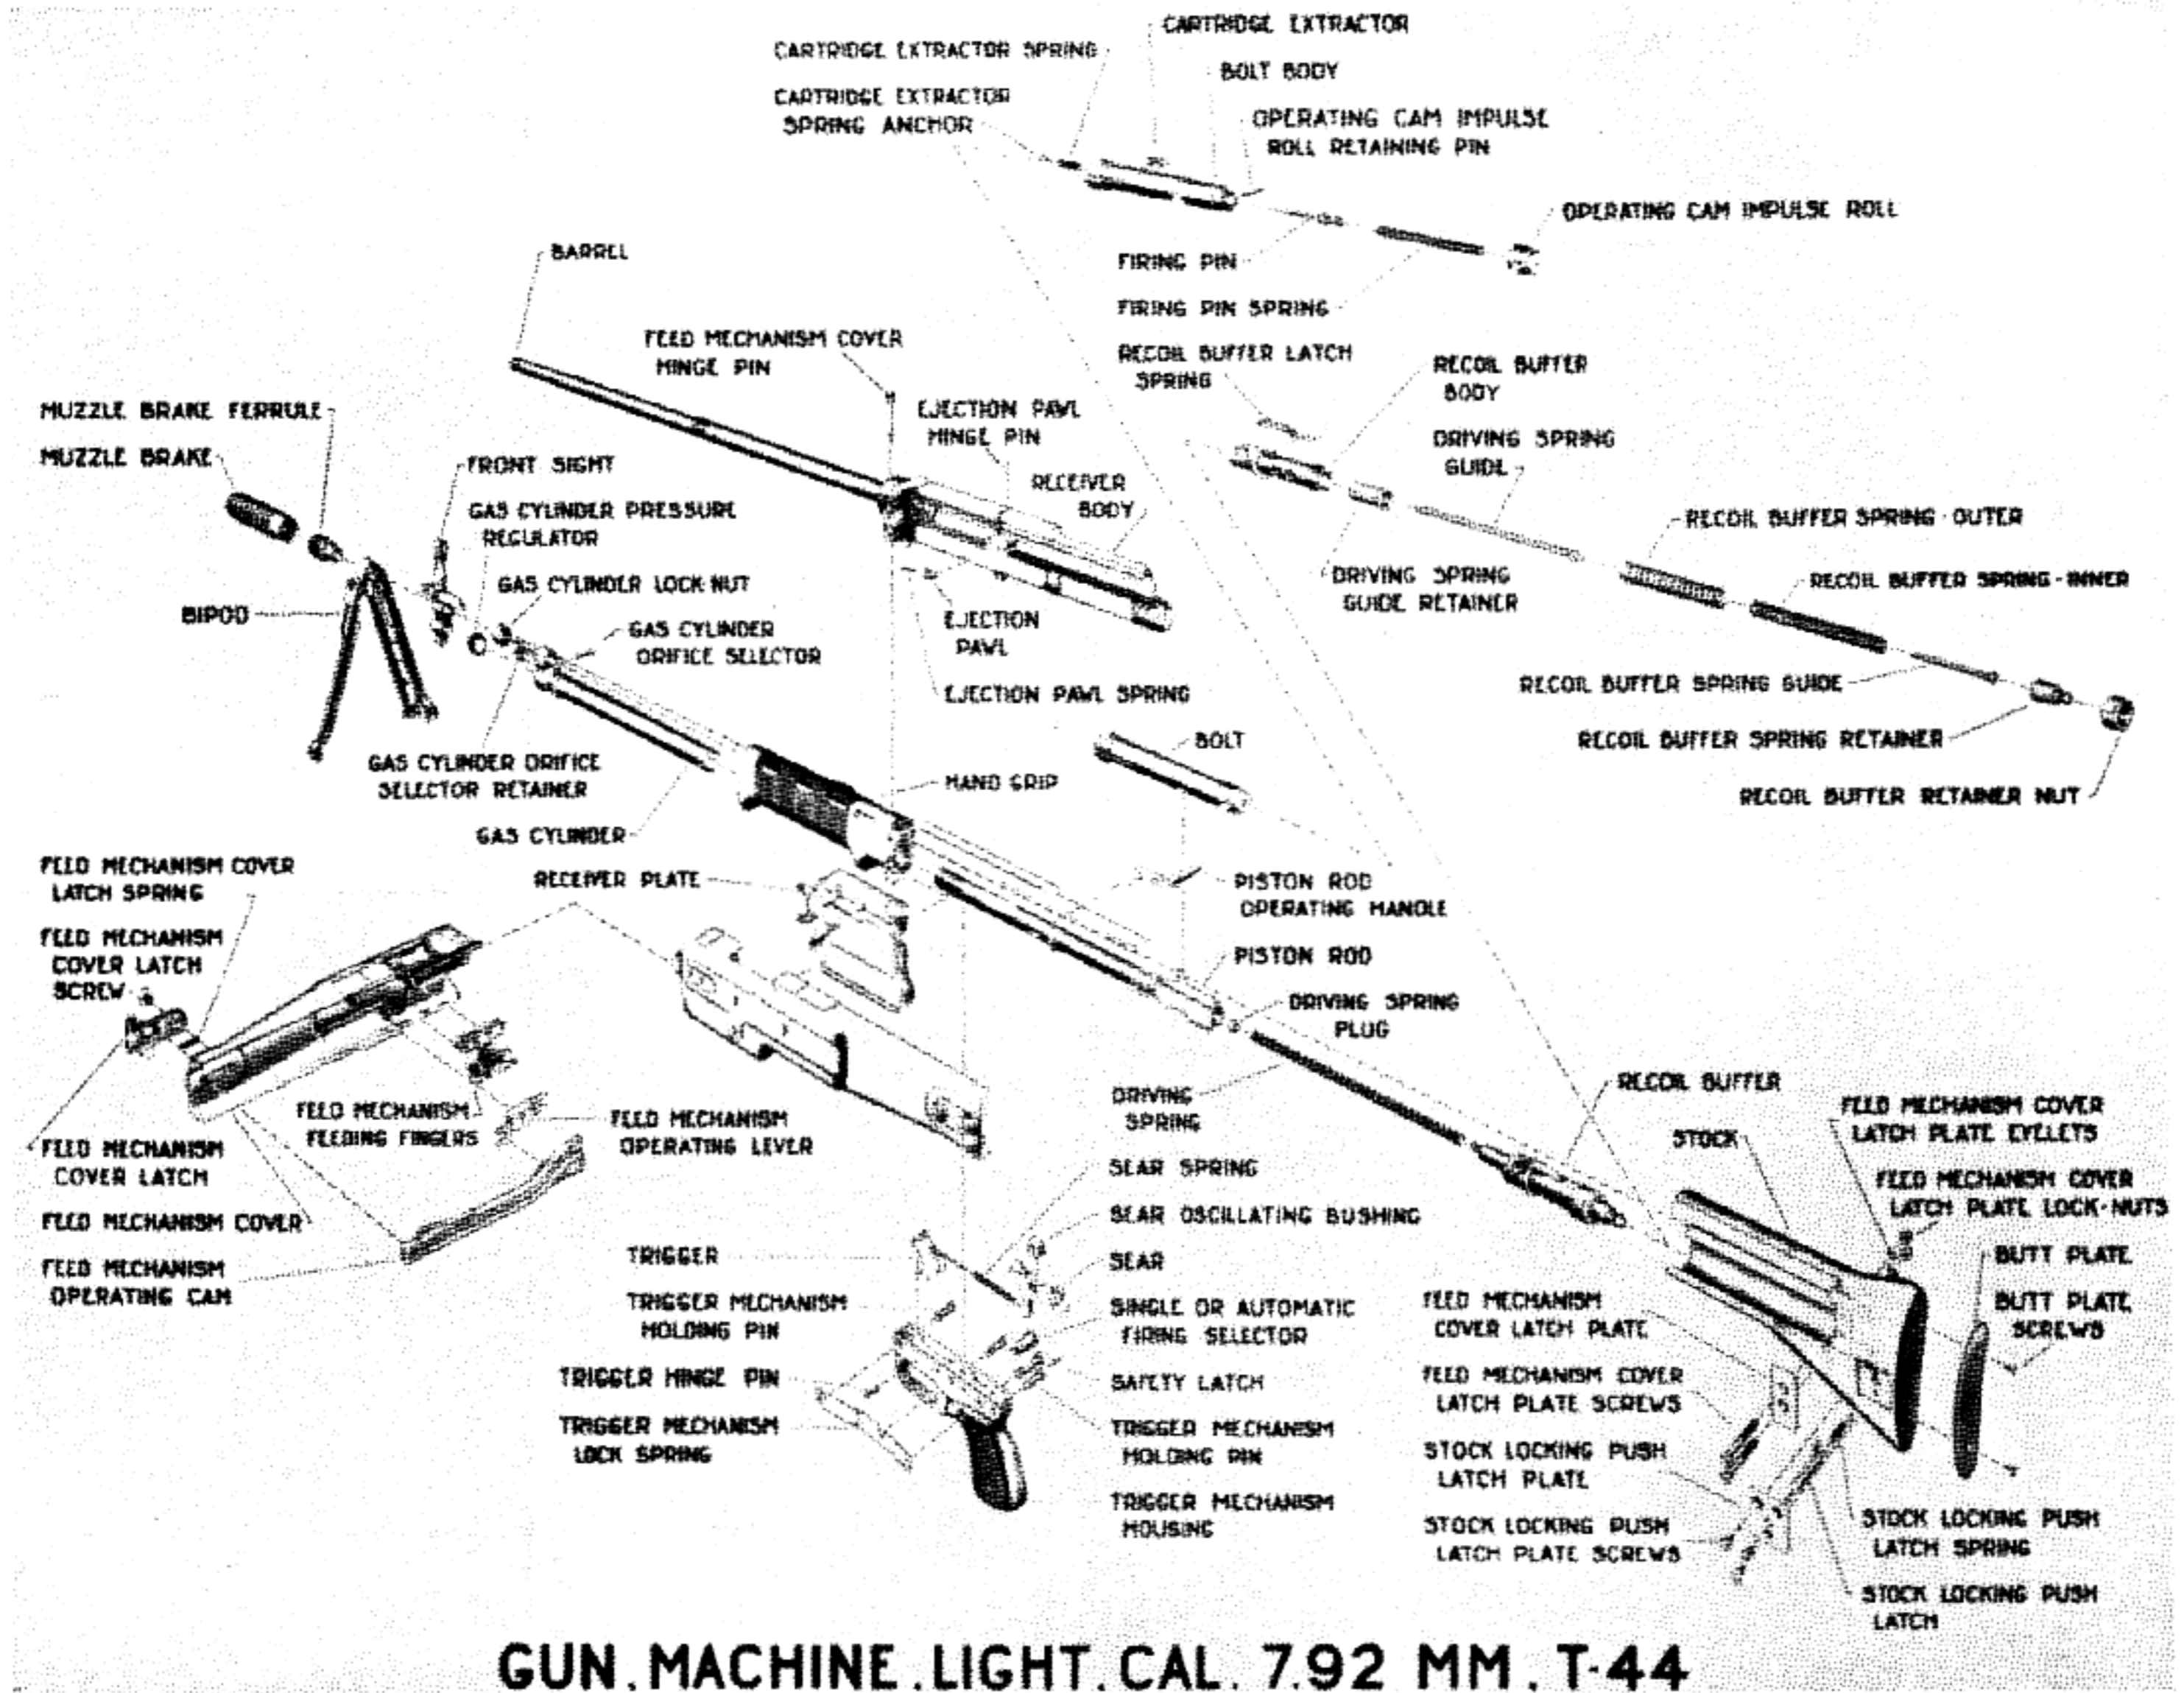 CARTRIDGE EXTRACTOR
CARTRIDGE EXTRACTOR SPRING
BOLT BODY
CARTRIDGE EXTRACTOR
SPRING ANCHOR
OPERATING CAM IMPULSE
ROLL RETAINING PIN
OPERATING CAM IMPULSE ROLL
BARREL
FIRING PIN
FIRING PIN SPRING
FEED MECHANISM COVER
HINGE PIN
RECOIL BUFFER LATCH
SPRING
RECOIL BUFFER
BODY
MUZZLE BRAKE FERRULE
EJECTION PAWL
HINGE PIN
DRIVING SPRING
GUIDE
MUZZLE BRAKE
FRONT SIGHT
RECEIVER
BODY
GAS CYLINDER PRESSURE
REGULATOR
RECOIL BUFFER SPRING-OUTER
GAS CYLINDER LOCK-NUT
DRIVING SPRING
GUIDE RETAINER
RECOIL BUFFER SPRING-INNER
BIPOD
GAS CYLINDER
ORIFICE SELECTOR
EJECTION
PAWL
EJECTION PAWL SPRING
RECOIL BUFFER SPRING GUIDE
BOLT
RECOIL BUFFER SPRING RETAINER
GAS CYLINDER ORIFICE
SELECTOR RETAINER
HAND GRIP
RECOIL BUFFER RETAINER NUT
GAS CYLINDER
FEED MECHANISM COVER
LATCH SPRING
RECEIVER PLATE
PISTON ROD
OPERATING HANDLE
FEED MECHANISM
COVER LATCH
SCREW
PISTON ROD
DRIVING SPRING
PLUG
DRIVING
SPRING
RECOIL BUFFER
FEED MECHANISM COVER
LATCH PLATE EYELETS
FEED MECHANISM
FEEDING FINGERS
FEED MECHANISM
OPERATING LEVER
STOCK
FEED MECHANISM
COVER LATCH
SEAR SPRING
FEED MECHANISM COVER
LATCH PLATE LOCK-NUTS
FEED MECHANISM COVER
SEAR OSCILLATING BUSHING
TRIGGER
SEAR
BUTT PLATE
FEED MECHANISM
OPERATING CAM
TRIGGER MECHANISM
HOLDING PIN
SINGLE OR AUTOMATIC
FIRING SELECTOR
FEED MECHANISM
COVER LATCH PLATE
BUTT PLATE
SCREWS
TRIGGER HINGE PIN
SAFETY LATCH
FEED MECHANISM COVER
LATCH PLATE SCREWS
TRIGGER MECHANISM
LOCK SPRING
TRIGGER MECHANISM
HOLDING PIN
STOCK LOCKING PUSH
LATCH PLATE
TRIGGER MECHANISM
HOUSING
STOCK LOCKING PUSH
LATCH PLATE SCREWS
STOCK LOCKING PUSH
LATCH SPRING
STOCK LOCKING PUSH
LATCH
GUN, MACHINE, LIGHT, CAL. 7.92 MM, T-44